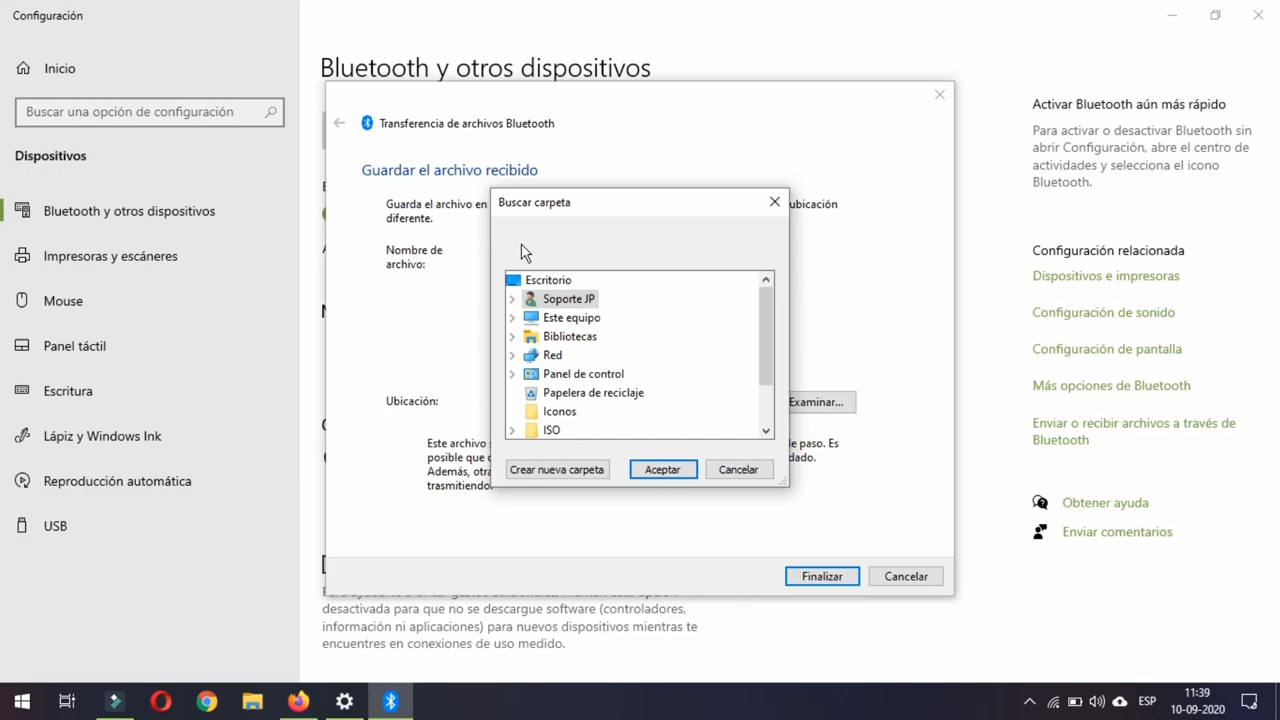 Configuración
Inicio
Buscar una opción de configuración
Dispositivos
Bluetooth y otros dispositivos
Impresoras y escáneres
Mouse
Panel táctil
Escritura
Lápiz y Windows Ink
Reproducción automática
USB
Bluetooth y otros dispositivos
Transferencia de archivos Bluetooth
Guardar el archivo recibido
Guarda el archivo en
ubicación
diferente.
Nombre de
archivo:
Ubicación:
Examinar...
Este archivo
de paso. Es
posible que
dado.
Además, otra
trasmitiendo.
Finalizar
Cancelar
Buscar carpeta
Escritorio
Soporte JP
Este equipo
Bibliotecas
Red
Panel de control
Papelera de reciclaje
Iconos
ISO
Crear nueva carpeta
Aceptar
Cancelar
desactivada para que no se descargue software (controladores,
información ni aplicaciones) para nuevos dispositivos mientras te
encuentres en conexiones de uso medido.
Activar Bluetooth aún más rápido
Para activar o desactivar Bluetooth sin
abrir Configuración, abre el centro de
actividades y selecciona el icono
Bluetooth.
Configuración relacionada
Dispositivos e impresoras
Configuración de sonido
Configuración de pantalla
Más opciones de Bluetooth
Enviar o recibir archivos a través de
Bluetooth
Obtener ayuda
Enviar comentarios
ESP
11:39
10-09-2020